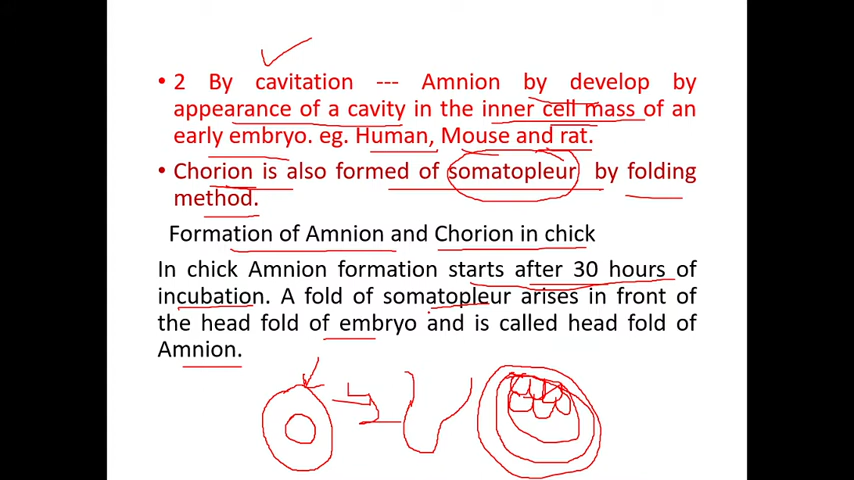 • 2 By cavitation --- Amnion by develop by
appearance of a cavity in the inner cell mass of an
early embryo. eg. Human, Mouse and rat.
• Chorion is also formed of somatopleur by folding
method.
Formation of Amnion and Chorion in chick
In chick Amnion formation starts after 30 hours of
incubation. A fold of somatopleur arises in front of
the head fold of embryo and is called head fold of
Amnion.